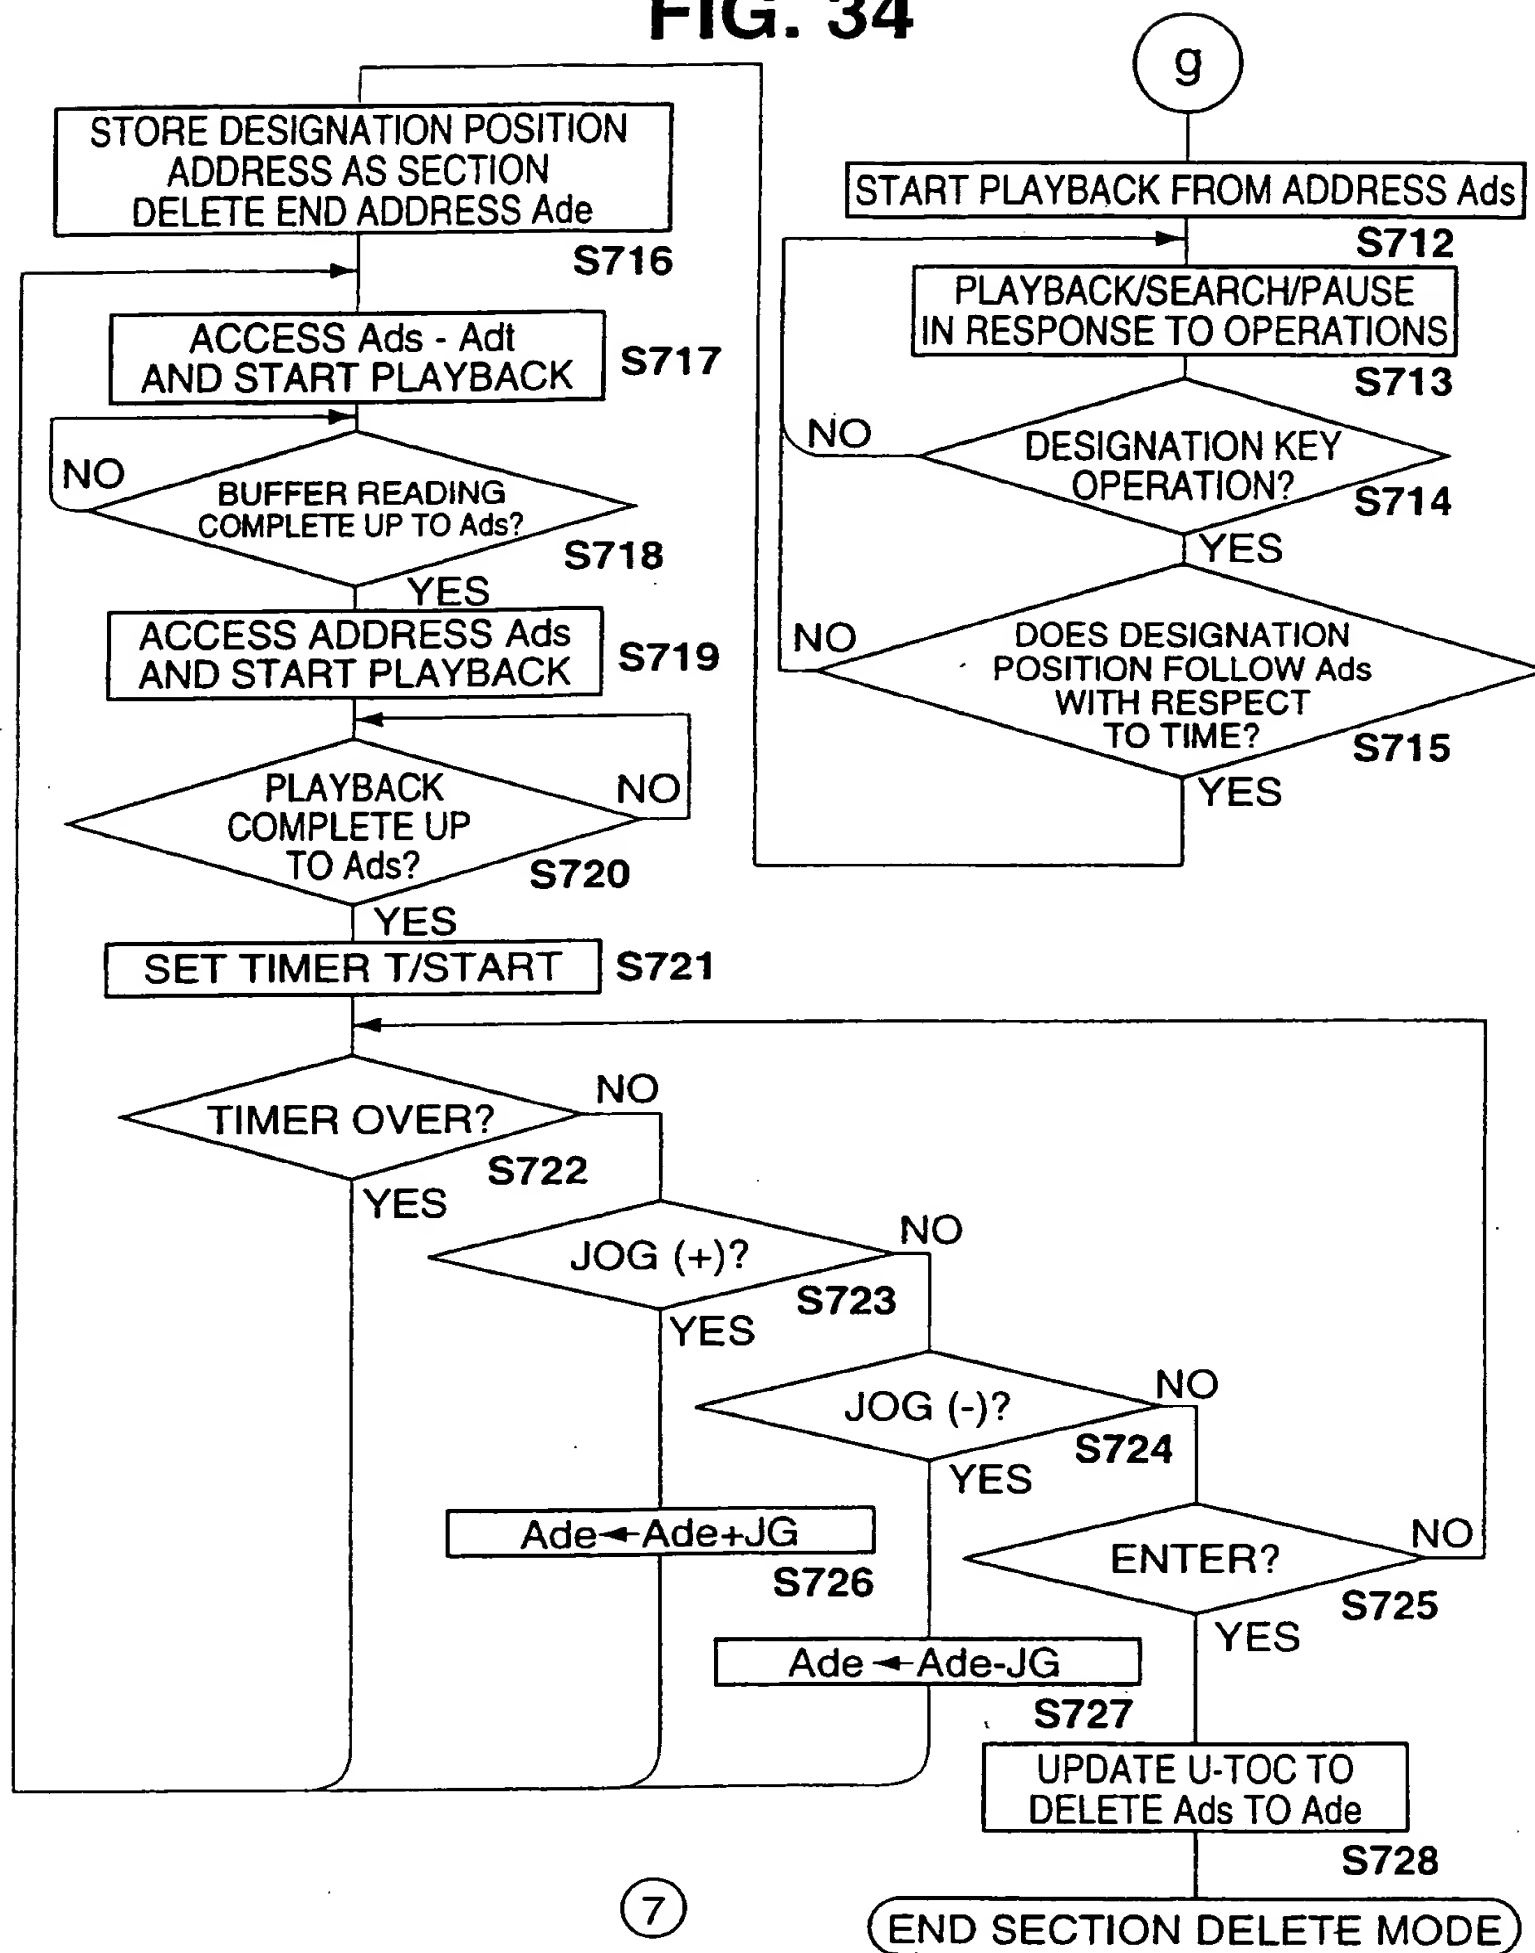 FIG. 34
g
START PLAYBACK FROM ADDRESS Ads
S712
PLAYBACK/SEARCH/PAUSE
IN RESPONSE TO OPERATIONS
S713
DESIGNATION KEY
OPERATION?
S714
NO
YES
DOES DESIGNATION
POSITION FOLLOW Ads
WITH RESPECT
TO TIME?
S715
NO
YES
STORE DESIGNATION POSITION
ADDRESS AS SECTION
DELETE END ADDRESS Ade
S716
ACCESS Ads - Adt
AND START PLAYBACK
S717
NO
BUFFER READING
COMPLETE UP TO Ads?
S718
YES
ACCESS ADDRESS Ads
AND START PLAYBACK
S719
PLAYBACK
COMPLETE UP
TO Ads?
NO
S720
YES
SET TIMER T/START
S721
TIMER OVER?
NO
S722
YES
JOG (+)?
NO
S723
YES
JOG (-)?
NO
S724
YES
Ade←Ade+JG
S726
ENTER?
NO
S725
YES
Ade←Ade-JG
S727
UPDATE U-TOC TO
DELETE Ads TO Ade
S728
7
END SECTION DELETE MODE